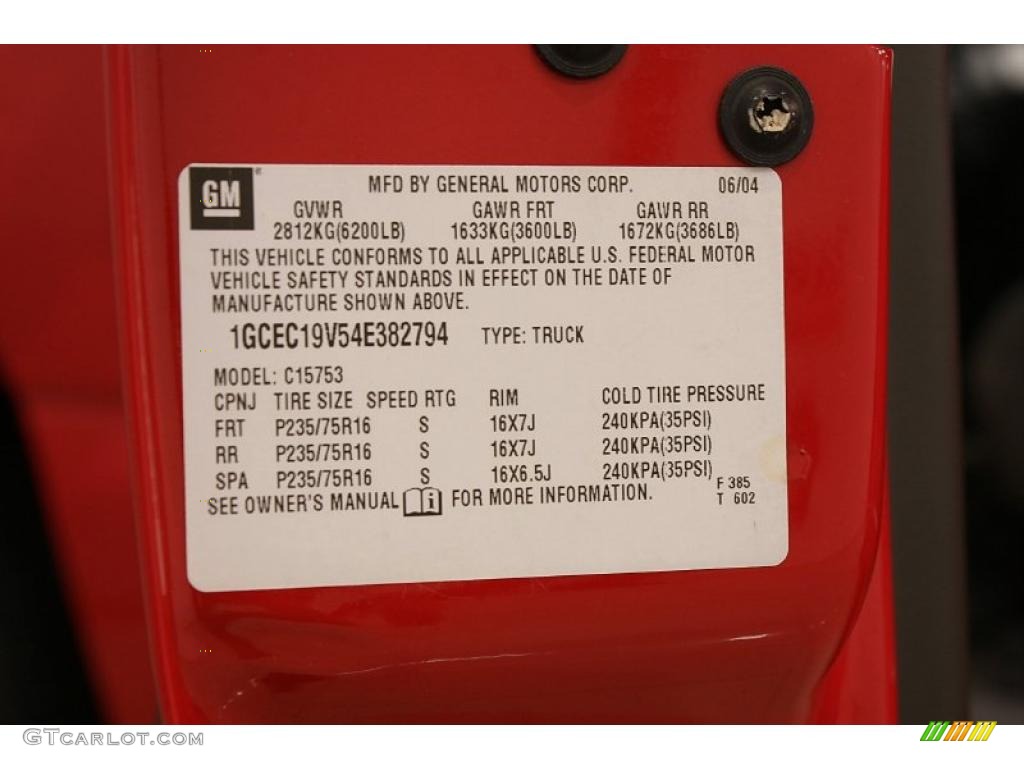 GM ® MFD BY GENERAL MOTORS CORP. 06/04
GVWR GAWR FRT GAWR RR
2812KG(6200LB) 1633KG(3600LB) 1672KG(3686LB)
THIS VEHICLE CONFORMS TO ALL APPLICABLE U.S. FEDERAL MOTOR
VEHICLE SAFETY STANDARDS IN EFFECT ON THE DATE OF
MANUFACTURE SHOWN ABOVE.
1GCEC19V54E382794 TYPE: TRUCK
MODEL: C15753
CPNJ TIRE SIZE SPEED RTG RIM COLD TIRE PRESSURE
FRT P235/75R16 S 16X7J 240KPA(35PSI)
RR P235/75R16 S 16X7J 240KPA(35PSI)
SPA P235/75R16 S 16X6.5J 240KPA(35PSI)
F 385
SEE OWNER'S MANUAL i FOR MORE INFORMATION. T 602
GTCARLOT.COM